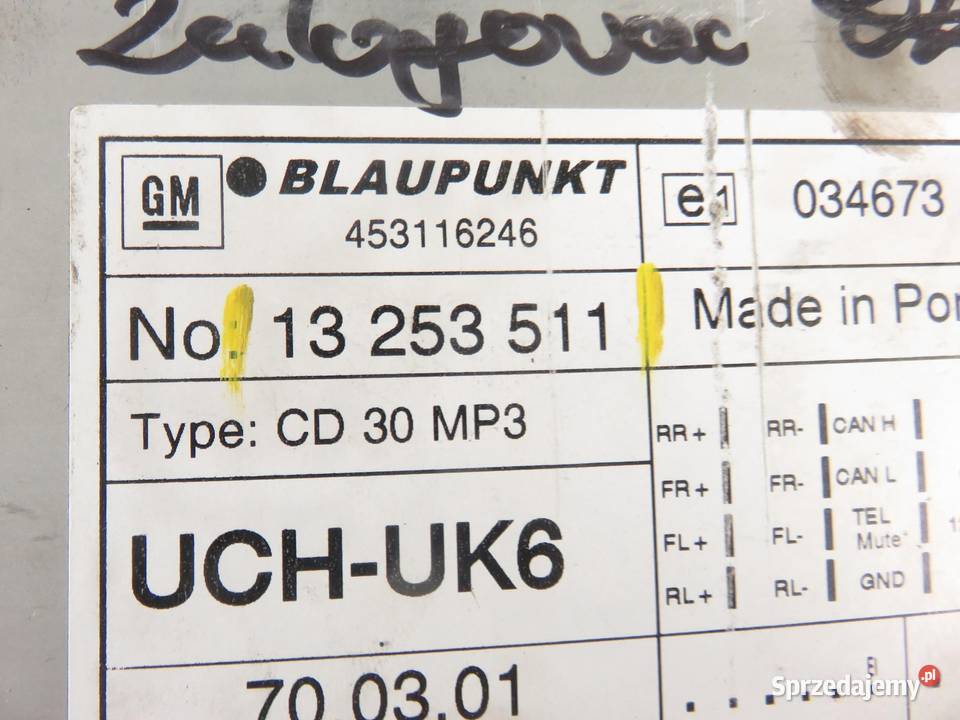 Zalogować
GM
BLAUPUNKT
453116246
e1
034673
No: 13 253 511
Made in Por
Type: CD 30 MP3
RR+ RR- CAN H
FR+ FR- CAN L
FL+ FL- TEL Mute
RL+ RL- GND
UCH-UK6
70.03.01
Sprzedajemy.pl